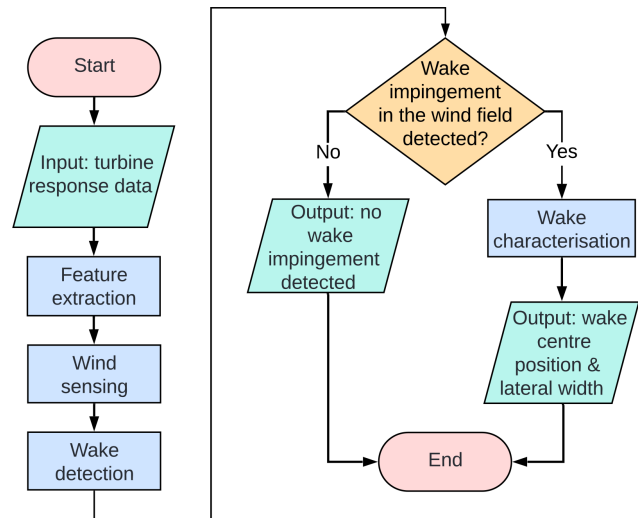 Start
Input: turbine
response data
Feature
extraction
Wind
sensing
Wake
detection
Wake
impingement
in the wind field
detected?
No
Yes
Output: no
wake
impingement
detected
Wake
characterisation
Output: wake
centre
position &
lateral width
End